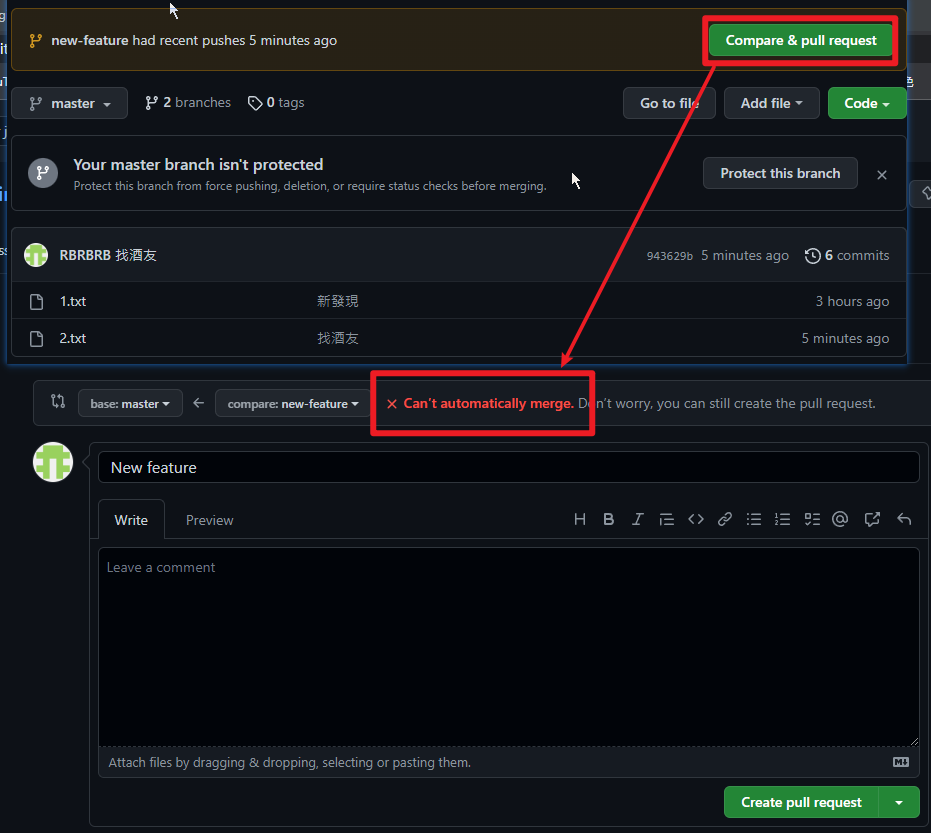 new-feature had recent pushes 5 minutes ago
Compare & pull request
master
2 branches
0 tags
Go to file
Add file
Code
Your master branch isn't protected
Protect this branch from force pushing, deletion, or require status checks before merging.
Protect this branch
RBRBRB 找酒友
943629b 5 minutes ago
6 commits
1.txt
新發現
3 hours ago
2.txt
找酒友
5 minutes ago
base: master
compare: new-feature
Can't automatically merge. Don't worry, you can still create the pull request.
New feature
Write
Preview
Leave a comment
Attach files by dragging & dropping, selecting or pasting them.
Create pull request